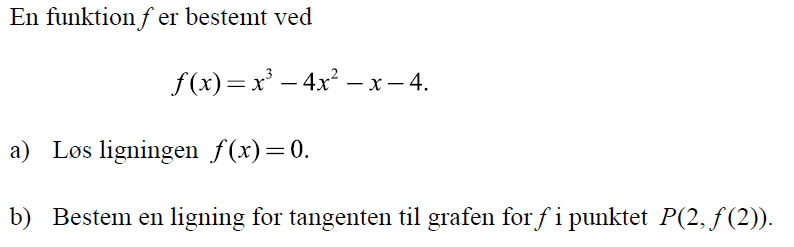 En funktion f er bestemt ved
f(x) = x³ – 4x² – x – 4.
a) Løs ligningen f(x) = 0.
b) Bestem en ligning for tangenten til grafen for f i punktet P(2, f(2)).